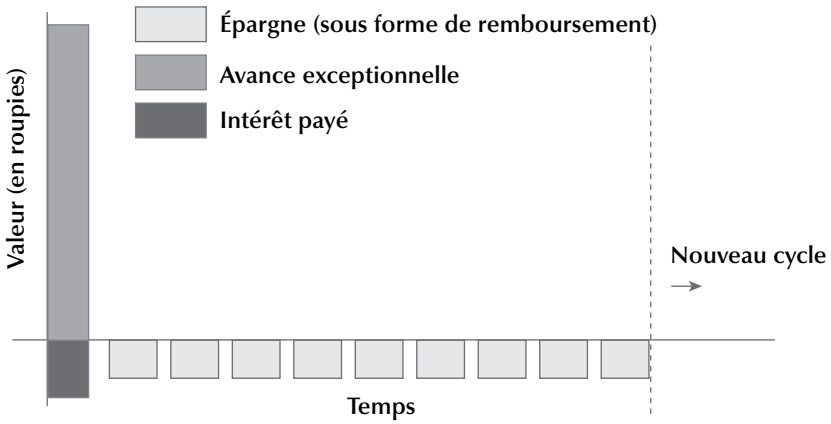 Épargne (sous forme de remboursement)
Avance exceptionnelle
Intérêt payé
Valeur (en roupies)
Nouveau cycle
Temps